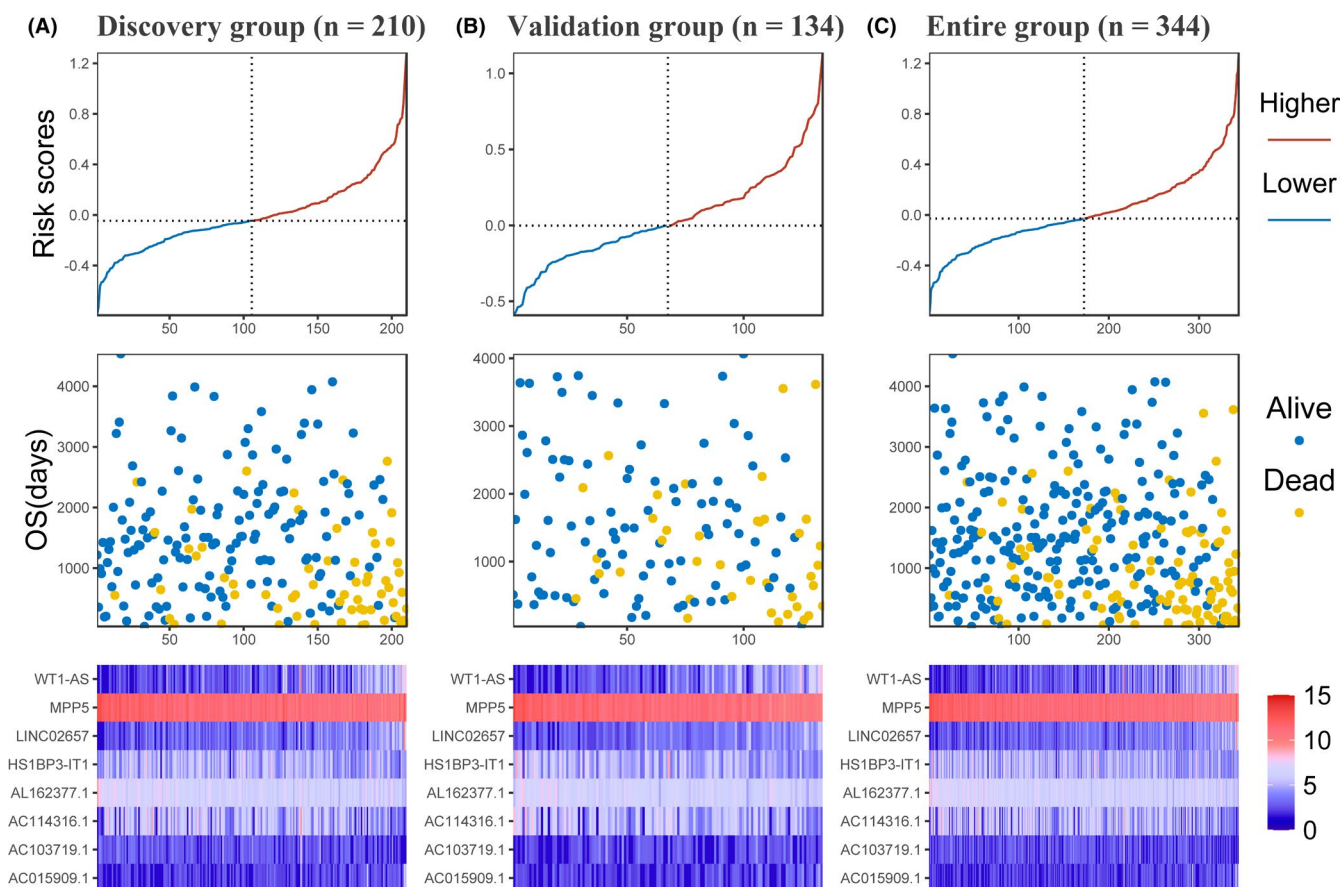 (A) Discovery group (n = 210) (B) Validation group (n = 134) (C) Entire group (n = 344)
Risk scores
1.2
0.8
0.4
0.0
-0.4
50 100 150 200
1.0
0.5
0.0
-0.5
50 100
1.2
0.8
0.4
0.0
-0.4
100 200 300
Higher
Lower
OS(days)
4000
3000
2000
1000
50 100 150 200
4000
3000
2000
1000
50 100
4000
3000
2000
1000
100 200 300
Alive
Dead
WT1-AS
MPP5
LINC02657
HS1BP3-IT1
AL162377.1
AC114316.1
AC103719.1
AC015909.1
WT1-AS
MPP5
LINC02657
HS1BP3-IT1
AL162377.1
AC114316.1
AC103719.1
AC015909.1
WT1-AS
MPP5
LINC02657
HS1BP3-IT1
AL162377.1
AC114316.1
AC103719.1
AC015909.1
15
10
5
0